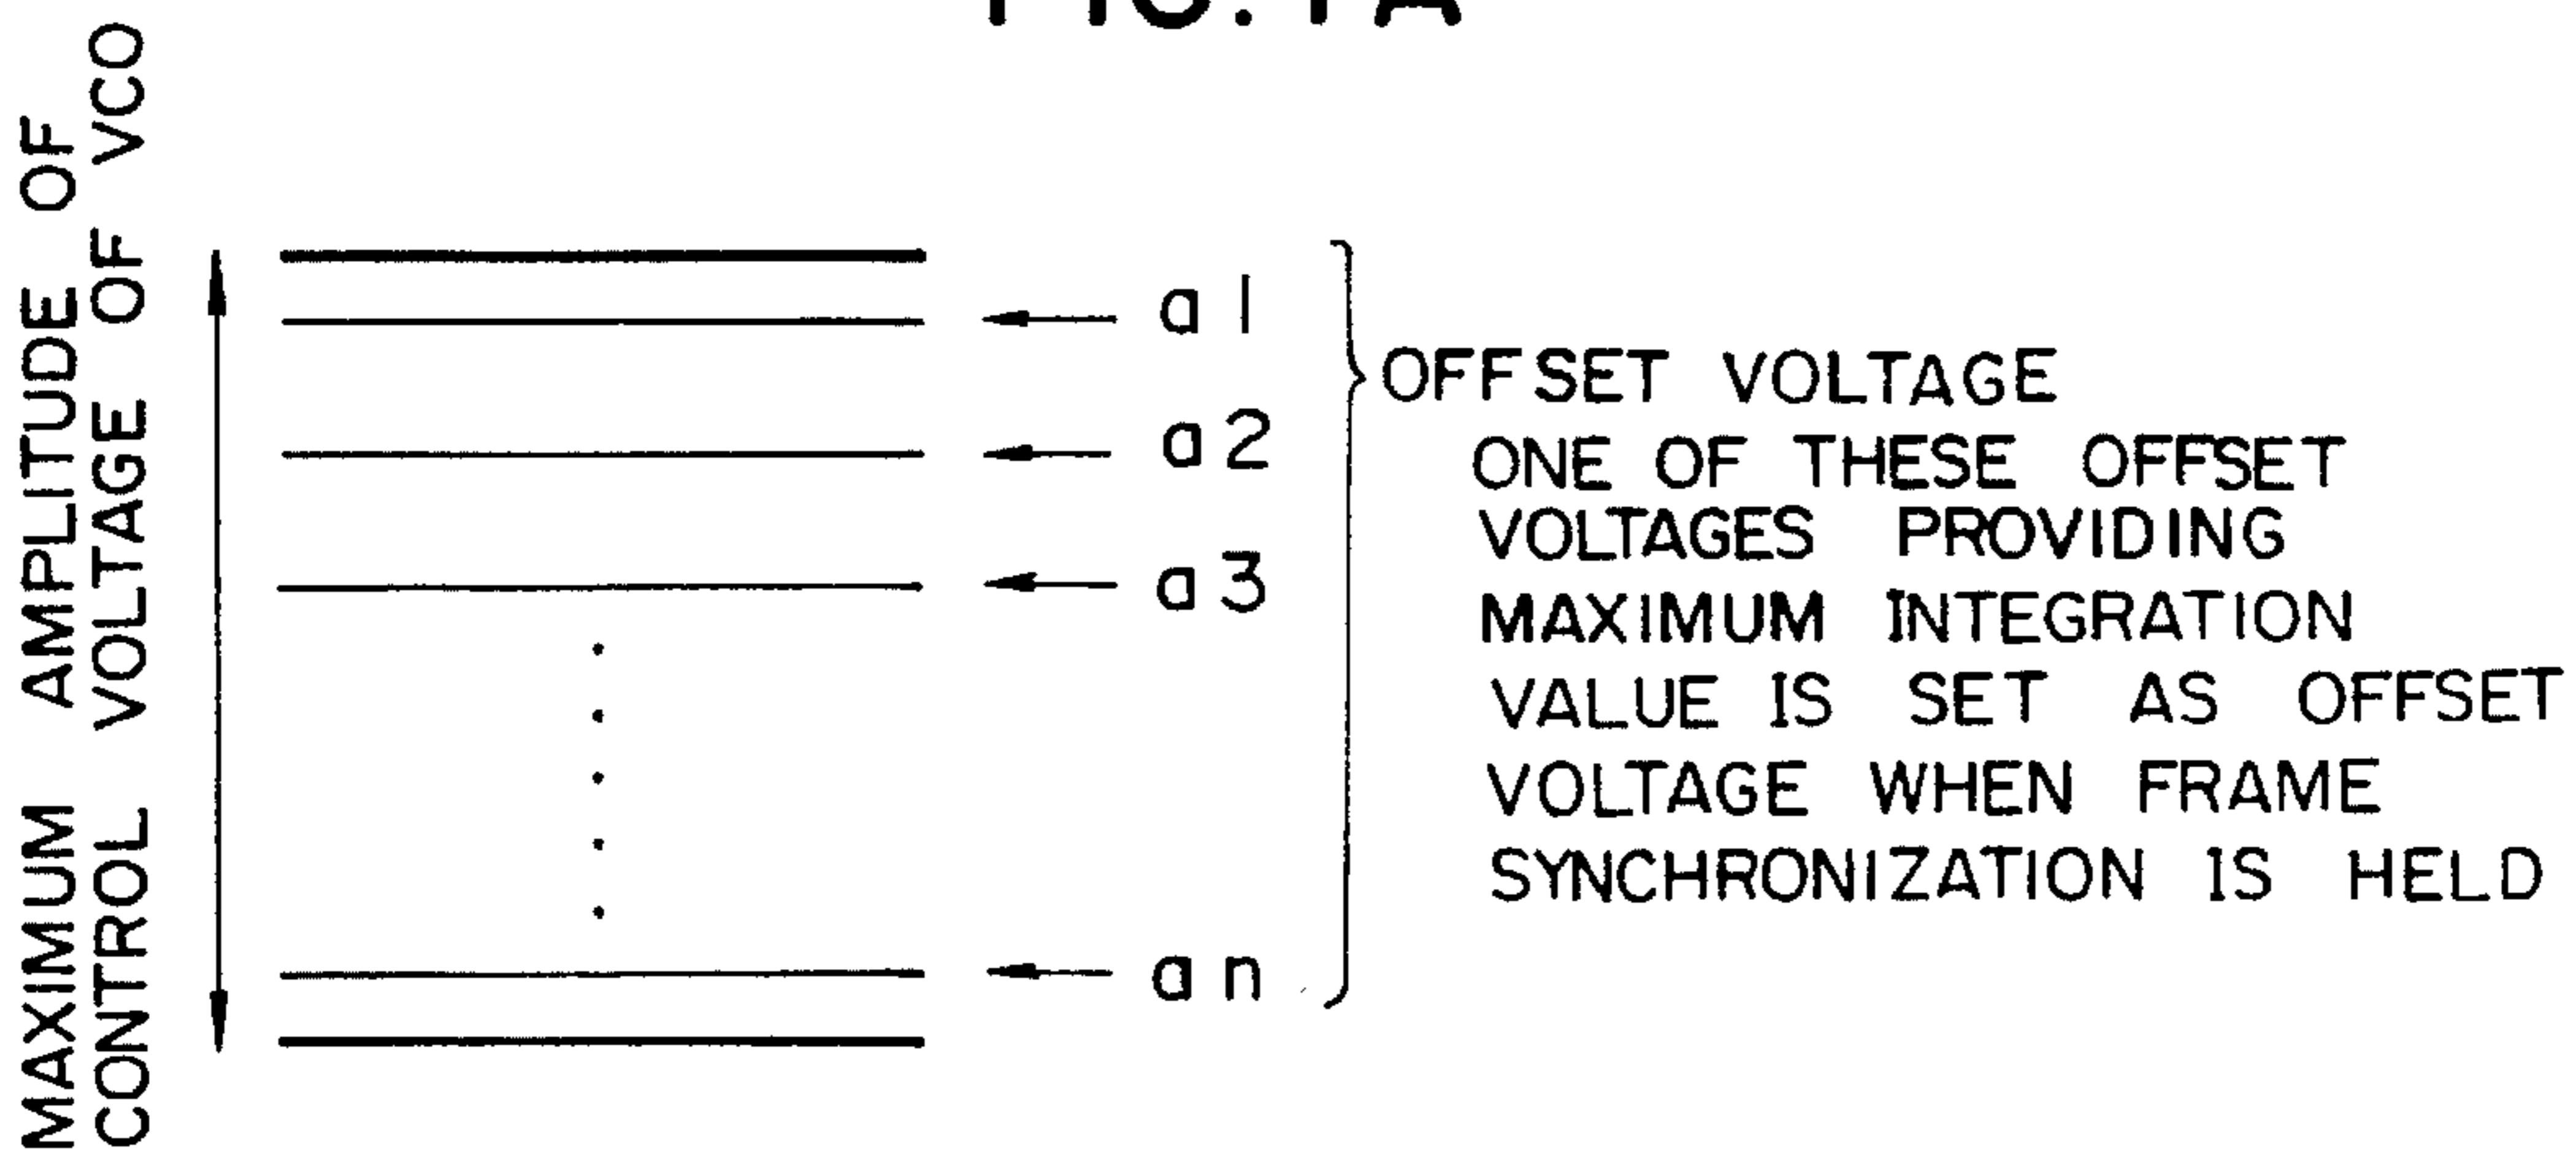 MAXIMUM AMPLITUDE OF
CONTROL VOLTAGE OF VCO
a1
a2
a3
an
OFFSET VOLTAGE
ONE OF THESE OFFSET
VOLTAGES PROVIDING
MAXIMUM INTEGRATION
VALUE IS SET AS OFFSET
VOLTAGE WHEN FRAME
SYNCHRONIZATION IS HELD